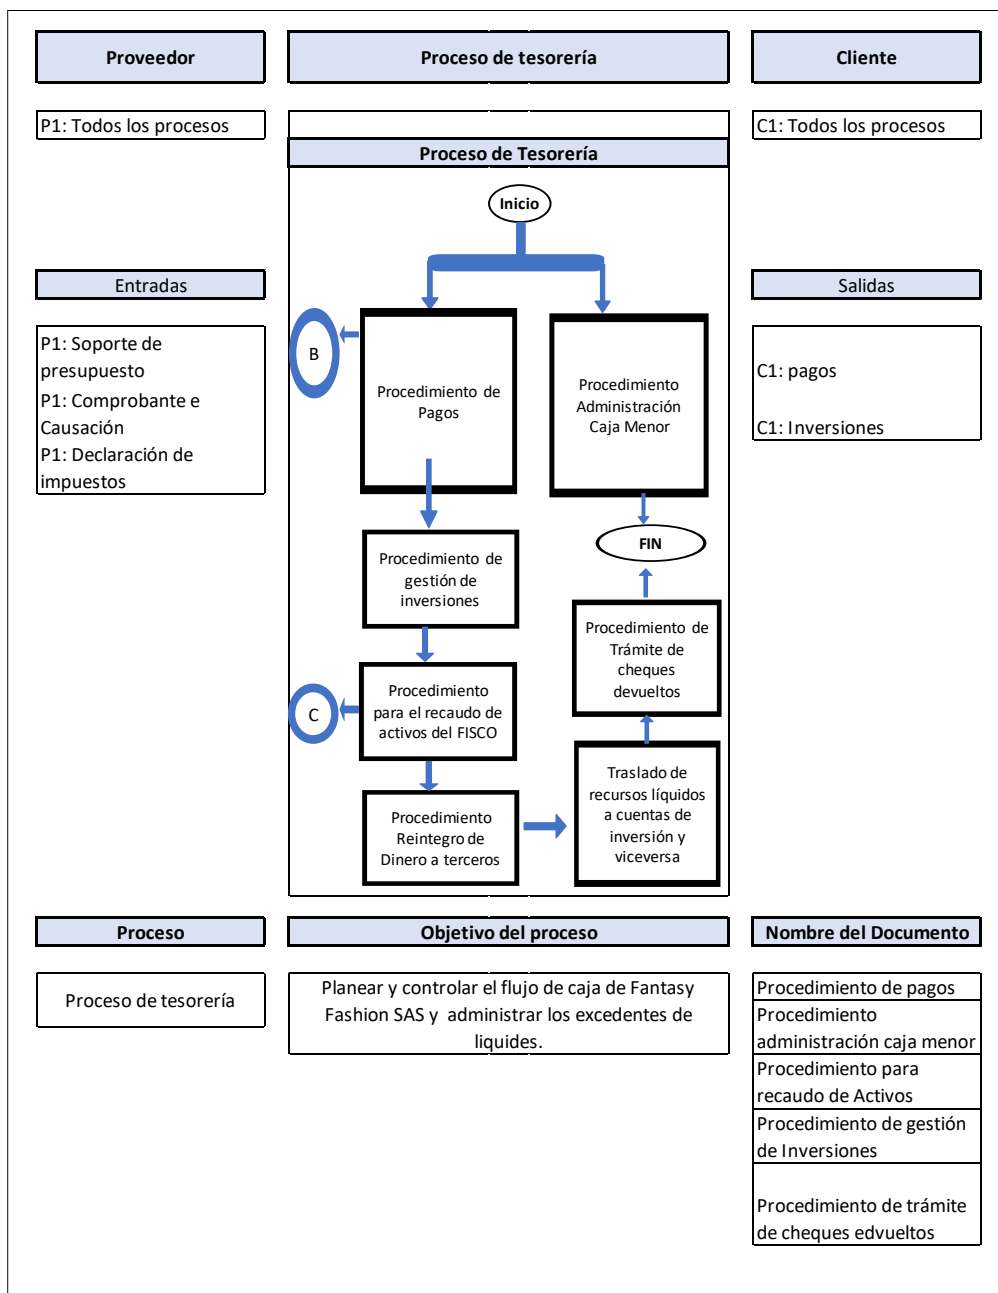 Proveedor
Proceso de tesorería
Cliente
P1: Todos los procesos
C1: Todos los procesos
Proceso de Tesorería
Inicio
Entradas
Salidas
P1: Soporte de
presupuesto
P1: Comprobante e
Causación
P1: Declaración de
impuestos
B
Procedimiento de
Pagos
Procedimiento
Administración
Caja Menor
C1: pagos
C1: Inversiones
FIN
Procedimiento de
gestión de
inversiones
Procedimiento de
Trámite de
cheques
devueltos
C
Procedimiento
para el recaudo de
activos del FISCO
Procedimiento
Reintegro de
Dinero a terceros
Traslado de
recursos líquidos
a cuentas de
inversión y
viceversa
Proceso
Objetivo del proceso
Nombre del Documento
Proceso de tesorería
Planear y controlar el flujo de caja de Fantasy
Fashion SAS y administrar los excedentes de
liquides.
Procedimiento de pagos
Procedimiento
administración caja menor
Procedimiento para
recaudo de Activos
Procedimiento de gestión
de Inversiones
Procedimiento de trámite
de cheques edvueltos